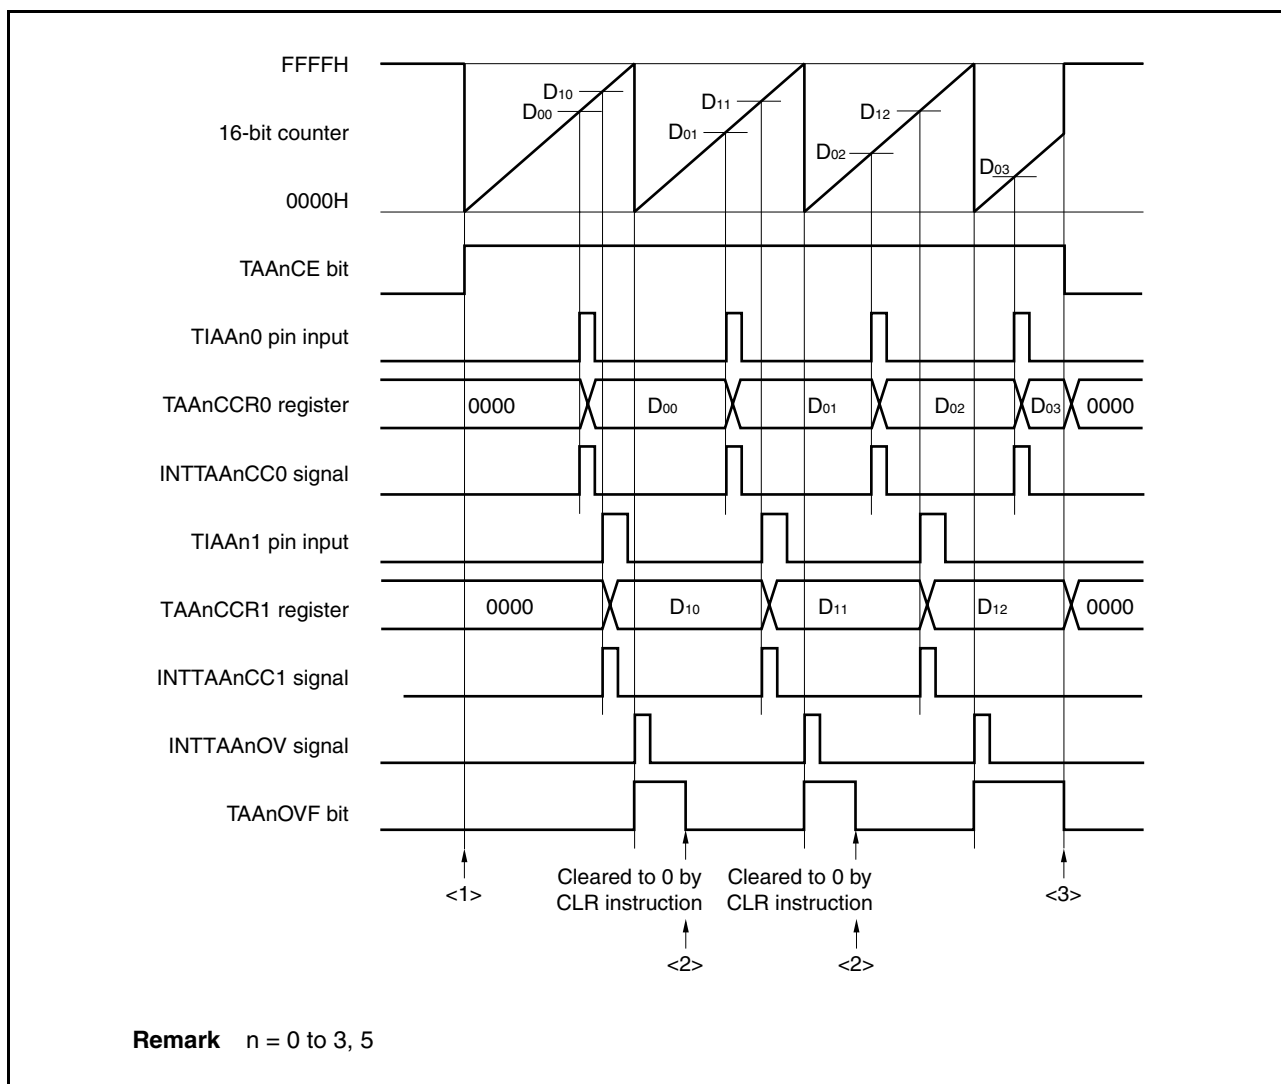 FFFFH
D10
D00
D11
D01
D12
D02
D03
16-bit counter
0000H
TAAnCE bit
TIAAn0 pin input
TAAnCCR0 register 0000 D00 D01 D02 D03 0000
INTTAAnCC0 signal
TIAAn1 pin input
TAAnCCR1 register 0000 D10 D11 D12 0000
INTTAAnCC1 signal
INTTAAnOV signal
TAAnOVF bit
<1>
Cleared to 0 by
CLR instruction
<2>
Cleared to 0 by
CLR instruction
<2>
<3>
Remark n = 0 to 3, 5